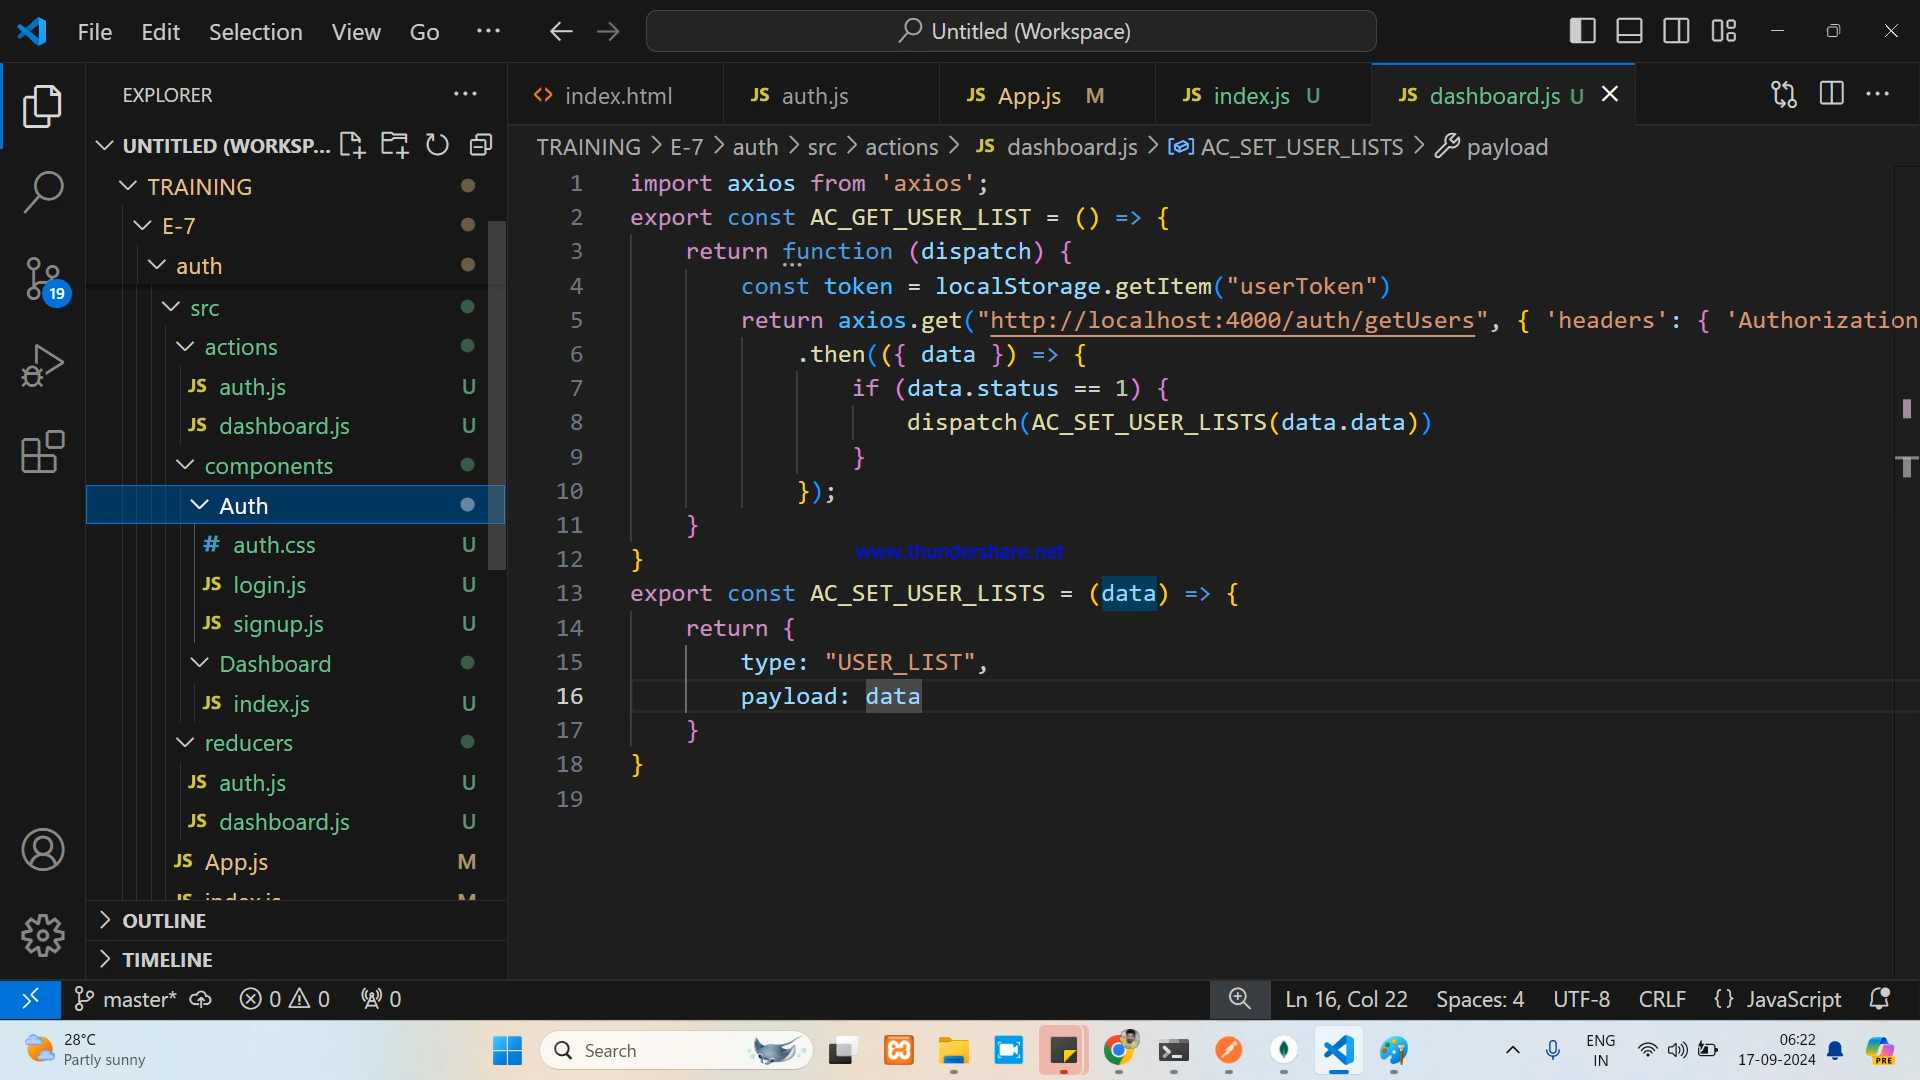 File Edit Selection View Go ··· Untitled (Workspace)
EXPLORER ···
UNTITLED (WORKSP...
TRAINING
E-7
auth
src
actions
JS auth.js U
JS dashboard.js U
components
Auth
# auth.css U
JS login.js U
JS signup.js U
Dashboard
JS index.js U
reducers
JS auth.js U
JS dashboard.js U
JS App.js M
JS index.js M
OUTLINE
TIMELINE
19
<> index.html JS auth.js JS App.js M JS index.js U JS dashboard.js U
TRAINING > E-7 > auth > src > actions > JS dashboard.js > AC_SET_USER_LISTS > payload
1 import axios from 'axios';
2 export const AC_GET_USER_LIST = () => {
3 return function (dispatch) {
4 const token = localStorage.getItem("userToken")
5 return axios.get("http://localhost:4000/auth/getUsers", { 'headers': { 'Authorization
6 .then(({ data }) => {
7 if (data.status == 1) {
8 dispatch(AC_SET_USER_LISTS(data.data))
9 }
10 });
11 }
12 }
www.thundershare.net
13 export const AC_SET_USER_LISTS = (data) => {
14 return {
15 type: "USER_LIST",
16 payload: data
17 }
18 }
19
master* 0 0 0 Ln 16, Col 22 Spaces: 4 UTF-8 CRLF {} JavaScript
28°C
Partly sunny
Search
ENG
IN
06:22
17-09-2024
PRE